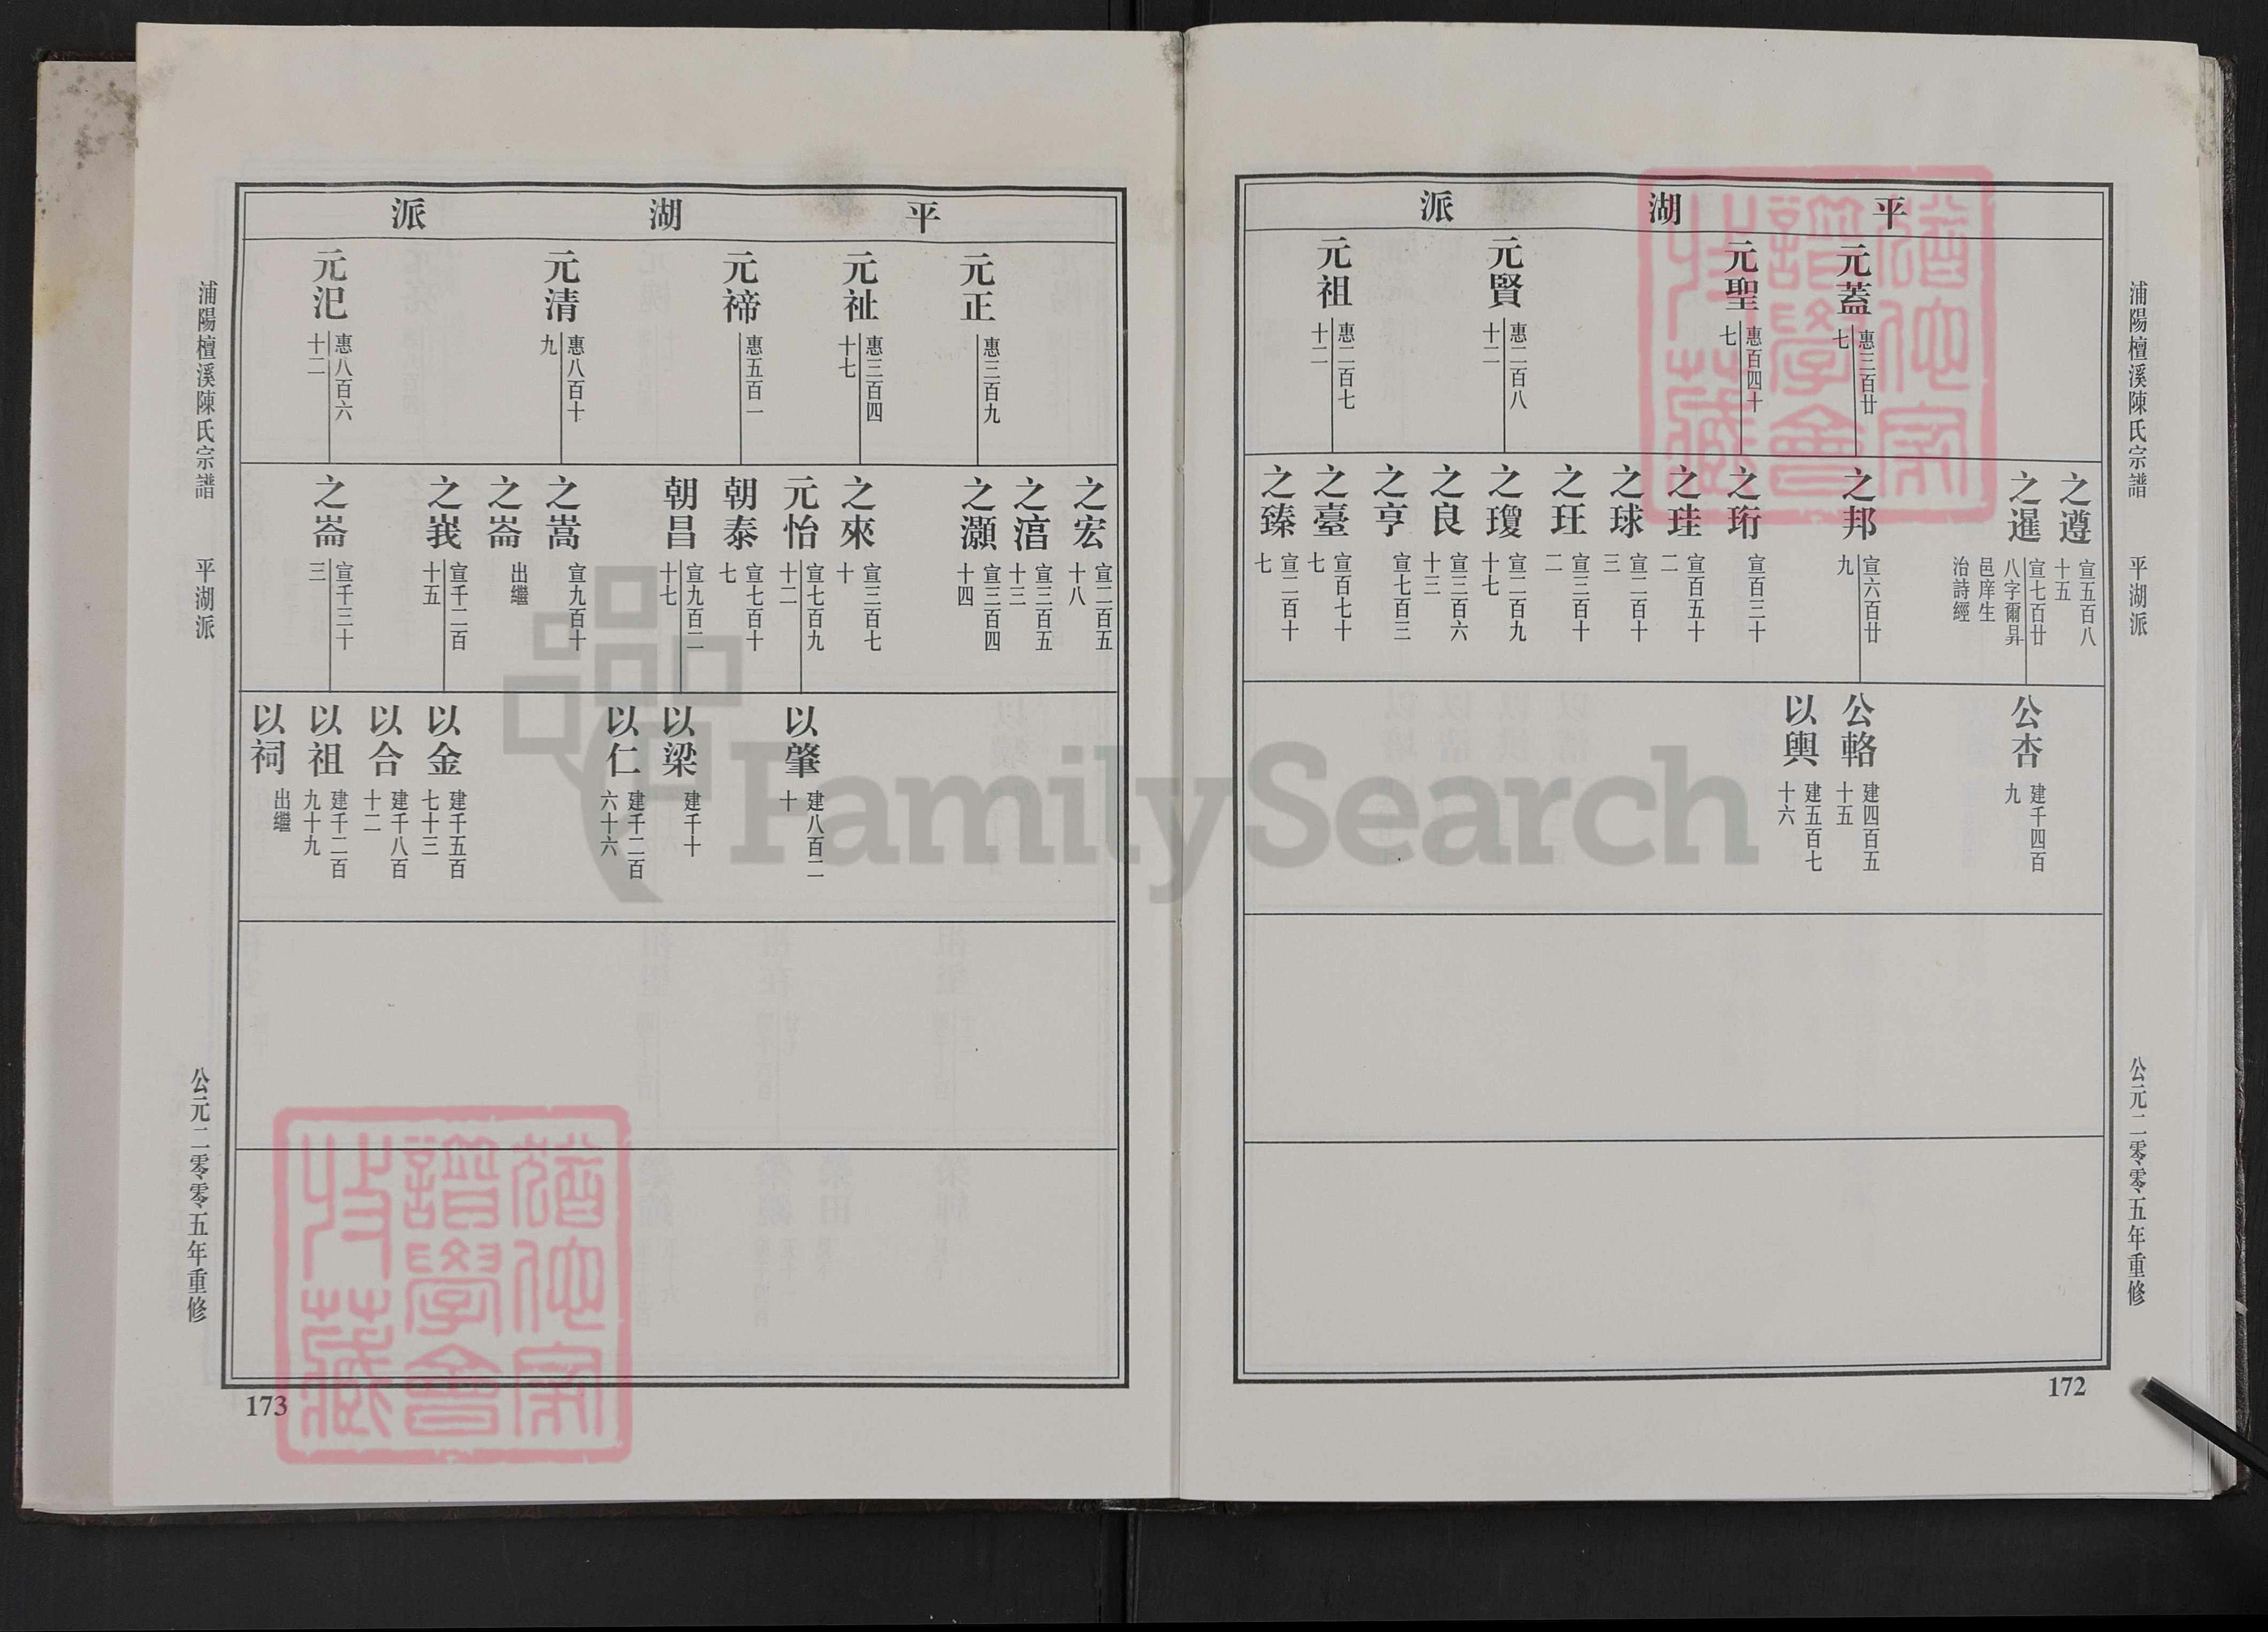 浦陽檀溪陳氏宗譜
平湖派
公元二零零五年重修
平湖派
元蓋
惠三百廿
七
元聖
惠百四十
七
元賢
惠二百八
十二
元祖
惠二百七
十二
之遵
宣五百八
十五
之暹
宣七百廿
八字爾昇
邑庠生
治詩經
之邦
宣六百廿
九
之珩
宣百三十
之珪
宣百五十
二
之球
宣二百十
三
之玨
宣三百十
二
之瓊
宣二百九
十七
之良
宣三百六
十三
之亨
宣七百三
之臺
宣百七十
七
之臻
宣二百十
七
公杏
建千四百
九
公輅
建四百五
十五
以輿
建五百七
十六
172
平湖派
元正
惠三百九
元祉
惠三百四
十七
元禘
惠五百一
元清
惠八百十
九
元汜
惠八百六
十二
之宏
宣二百五
十八
之湻
宣三百五
十三
之灝
宣三百四
十四
之來
宣三百七
十
元怡
宣七百九
十二
朝泰
宣七百十
七
朝昌
宣九百二
十七
之嵩
宣九百十
之崙
出繼
之峩
宣千二百
十五
之崙
宣千三十
三
以肇
建八百二
十
以梁
建千十
以仁
建千二百
六十六
以金
建千五百
七十三
以合
建千八百
十二
以祖
建千二百
九十九
以祠
出繼
浦陽檀溪陳氏宗譜
平湖派
公元二零零五年重修
173
FamilySearch